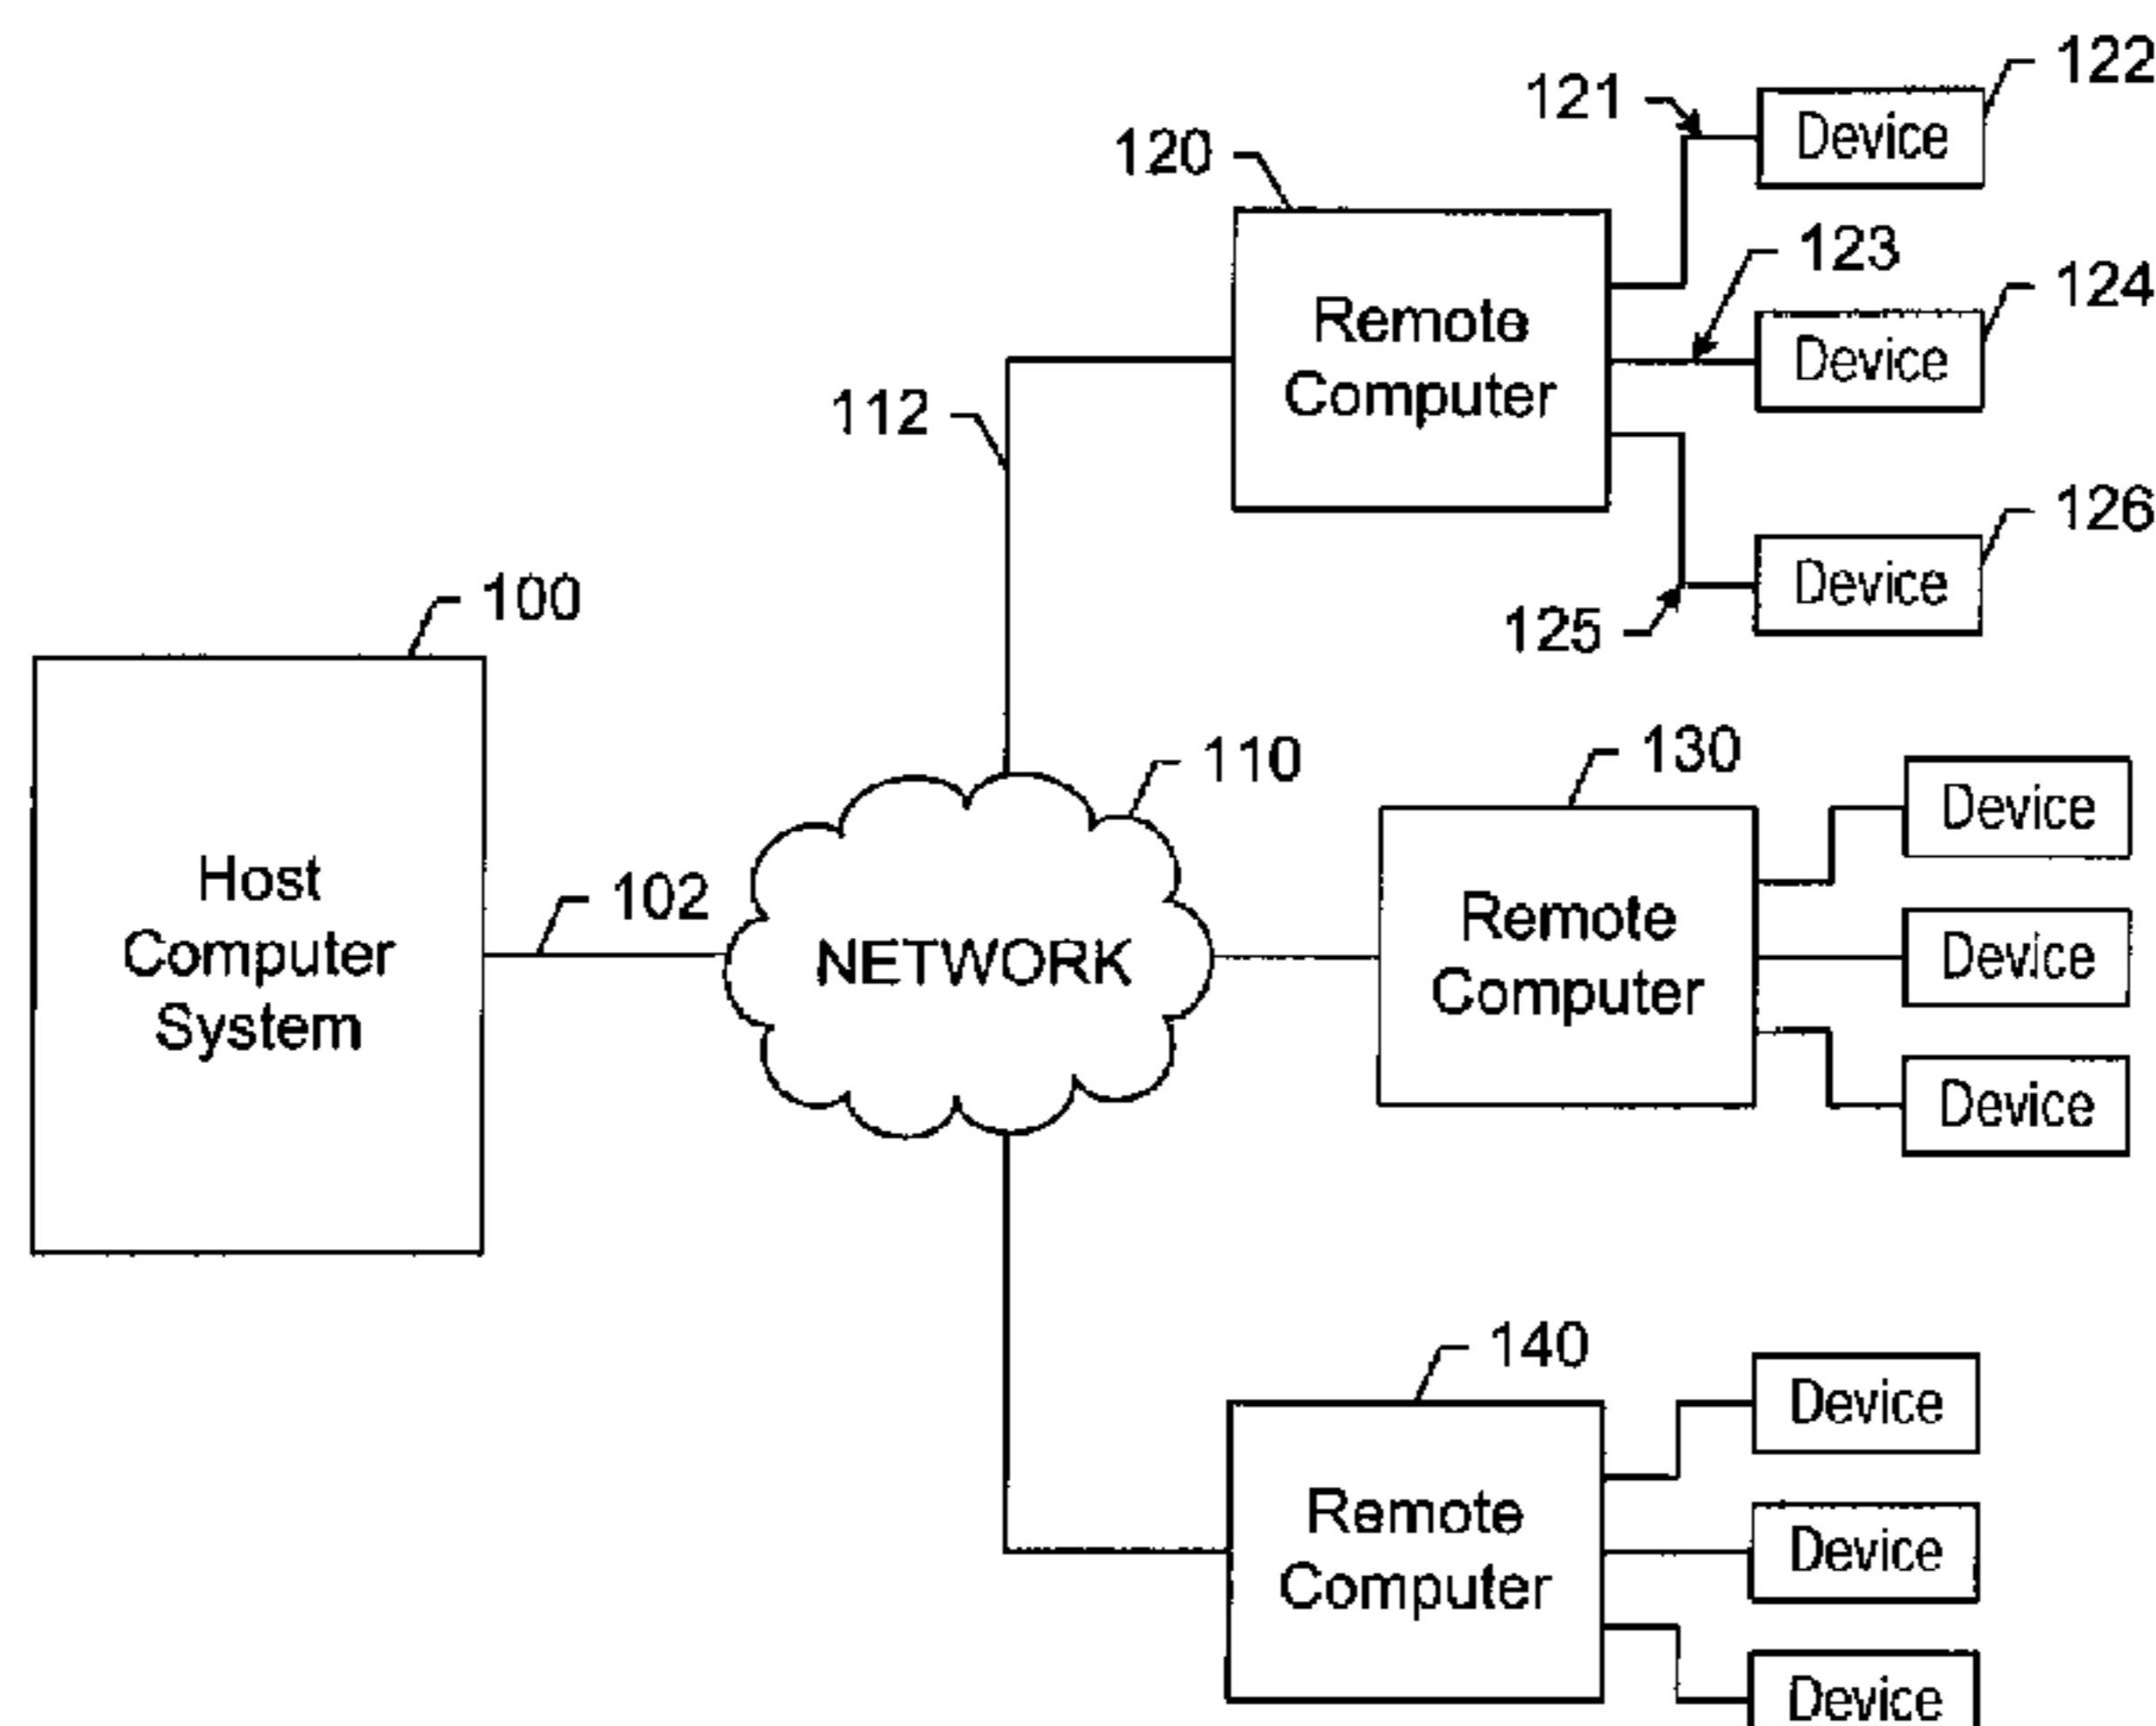 122
121
Device
120
123
124
Remote
Computer
Device
112
126
Device
125
100
110
130
Device
Host
Computer
System
102
NETWORK
Remote
Computer
Device
Device
140
Device
Remote
Computer
Device
Device